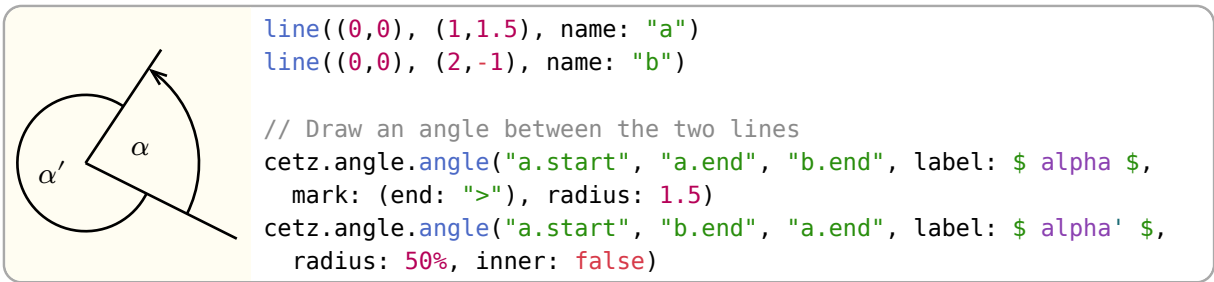 α
α′
line((0,0), (1,1.5), name: "a")
line((0,0), (2,-1), name: "b")
// Draw an angle between the two lines
cetz.angle.angle("a.start", "a.end", "b.end", label: $ alpha $,
mark: (end: ">"), radius: 1.5)
cetz.angle.angle("a.start", "b.end", "a.end", label: $ alpha' $,
radius: 50%, inner: false)